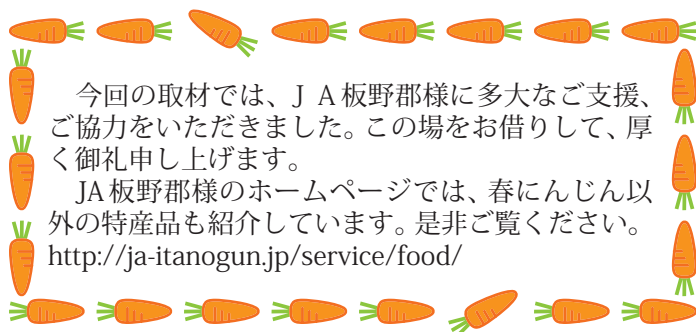 今回の取材では、J A板野郡様に多大なご支援、
ご協力をいただきました。この場をお借りして、厚
く御礼申し上げます。
　JA板野郡様のホームページでは、春にんじん以
外の特産品も紹介しています。是非ご覧ください。
http://ja-itanogun.jp/service/food/